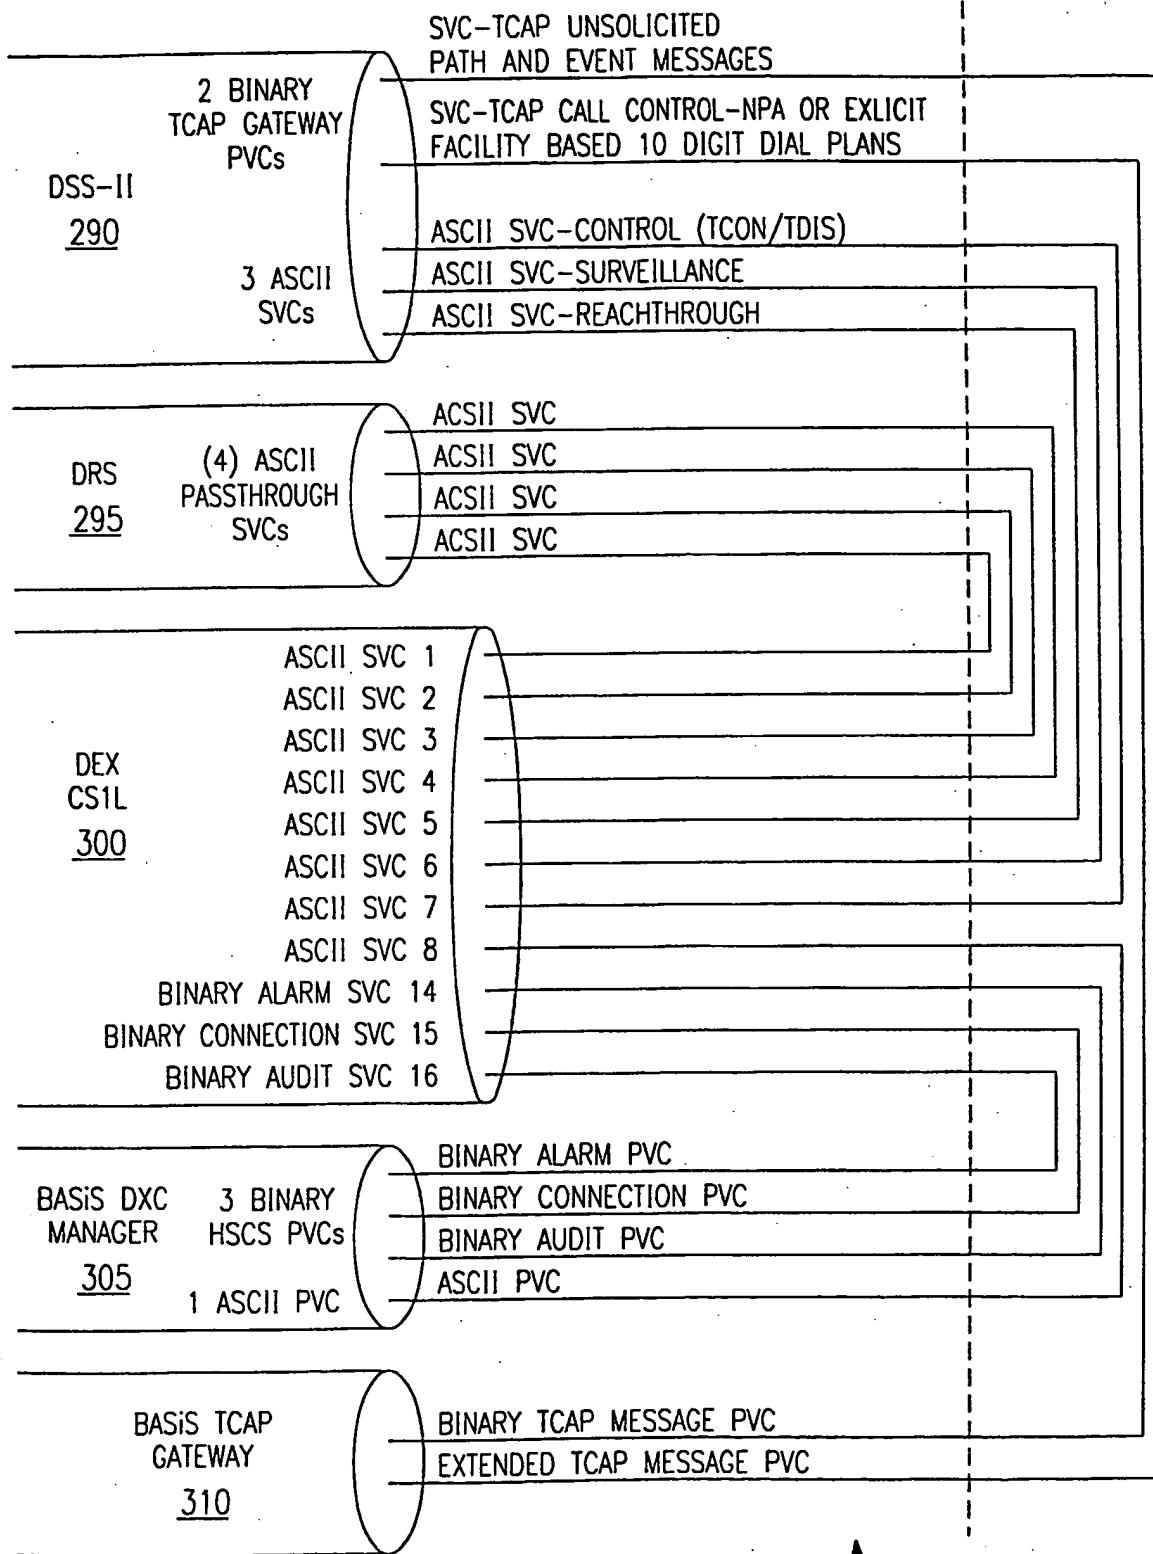 SVC-TCAP UNSOLICITED
PATH AND EVENT MESSAGES
2 BINARY
TCAP GATEWAY
PVCs
SVC-TCAP CALL CONTROL-NPA OR EXLICIT
FACILITY BASED 10 DIGIT DIAL PLANS
DSS-II
290
ASCII SVC-CONTROL (TCON/TDIS)
3 ASCII
SVCs
ASCII SVC-SURVEILLANCE
ASCII SVC-REACHTHROUGH
DRS
295
(4) ASCII
PASSTHROUGH
SVCs
ACSII SVC
ACSII SVC
ACSII SVC
ACSII SVC
DEX
CS1L
300
ASCII SVC 1
ASCII SVC 2
ASCII SVC 3
ASCII SVC 4
ASCII SVC 5
ASCII SVC 6
ASCII SVC 7
ASCII SVC 8
BINARY ALARM SVC 14
BINARY CONNECTION SVC 15
BINARY AUDIT SVC 16
BASiS DXC
MANAGER
305
3 BINARY
HSCS PVCs
1 ASCII PVC
BINARY ALARM PVC
BINARY CONNECTION PVC
BINARY AUDIT PVC
ASCII PVC
BASiS TCAP
GATEWAY
310
BINARY TCAP MESSAGE PVC
EXTENDED TCAP MESSAGE PVC